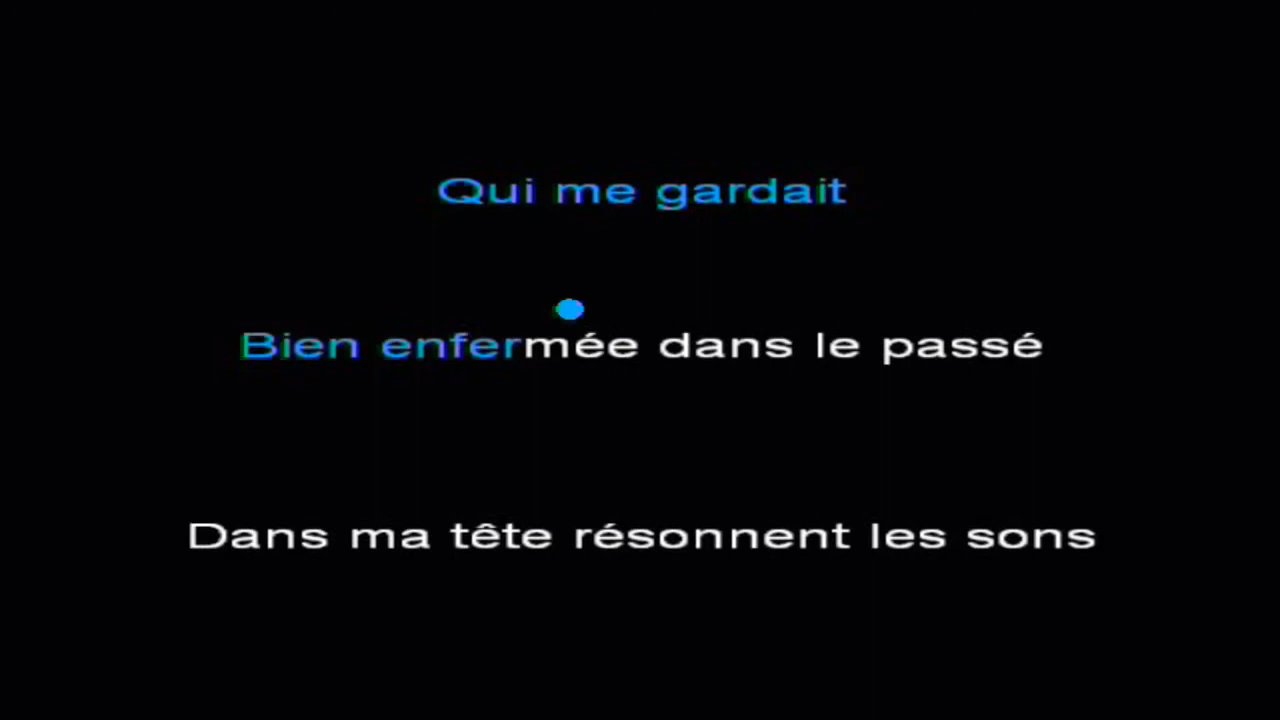 Qui me gardait
Bien enfermée dans le passé
Dans ma tête résonnent les sons